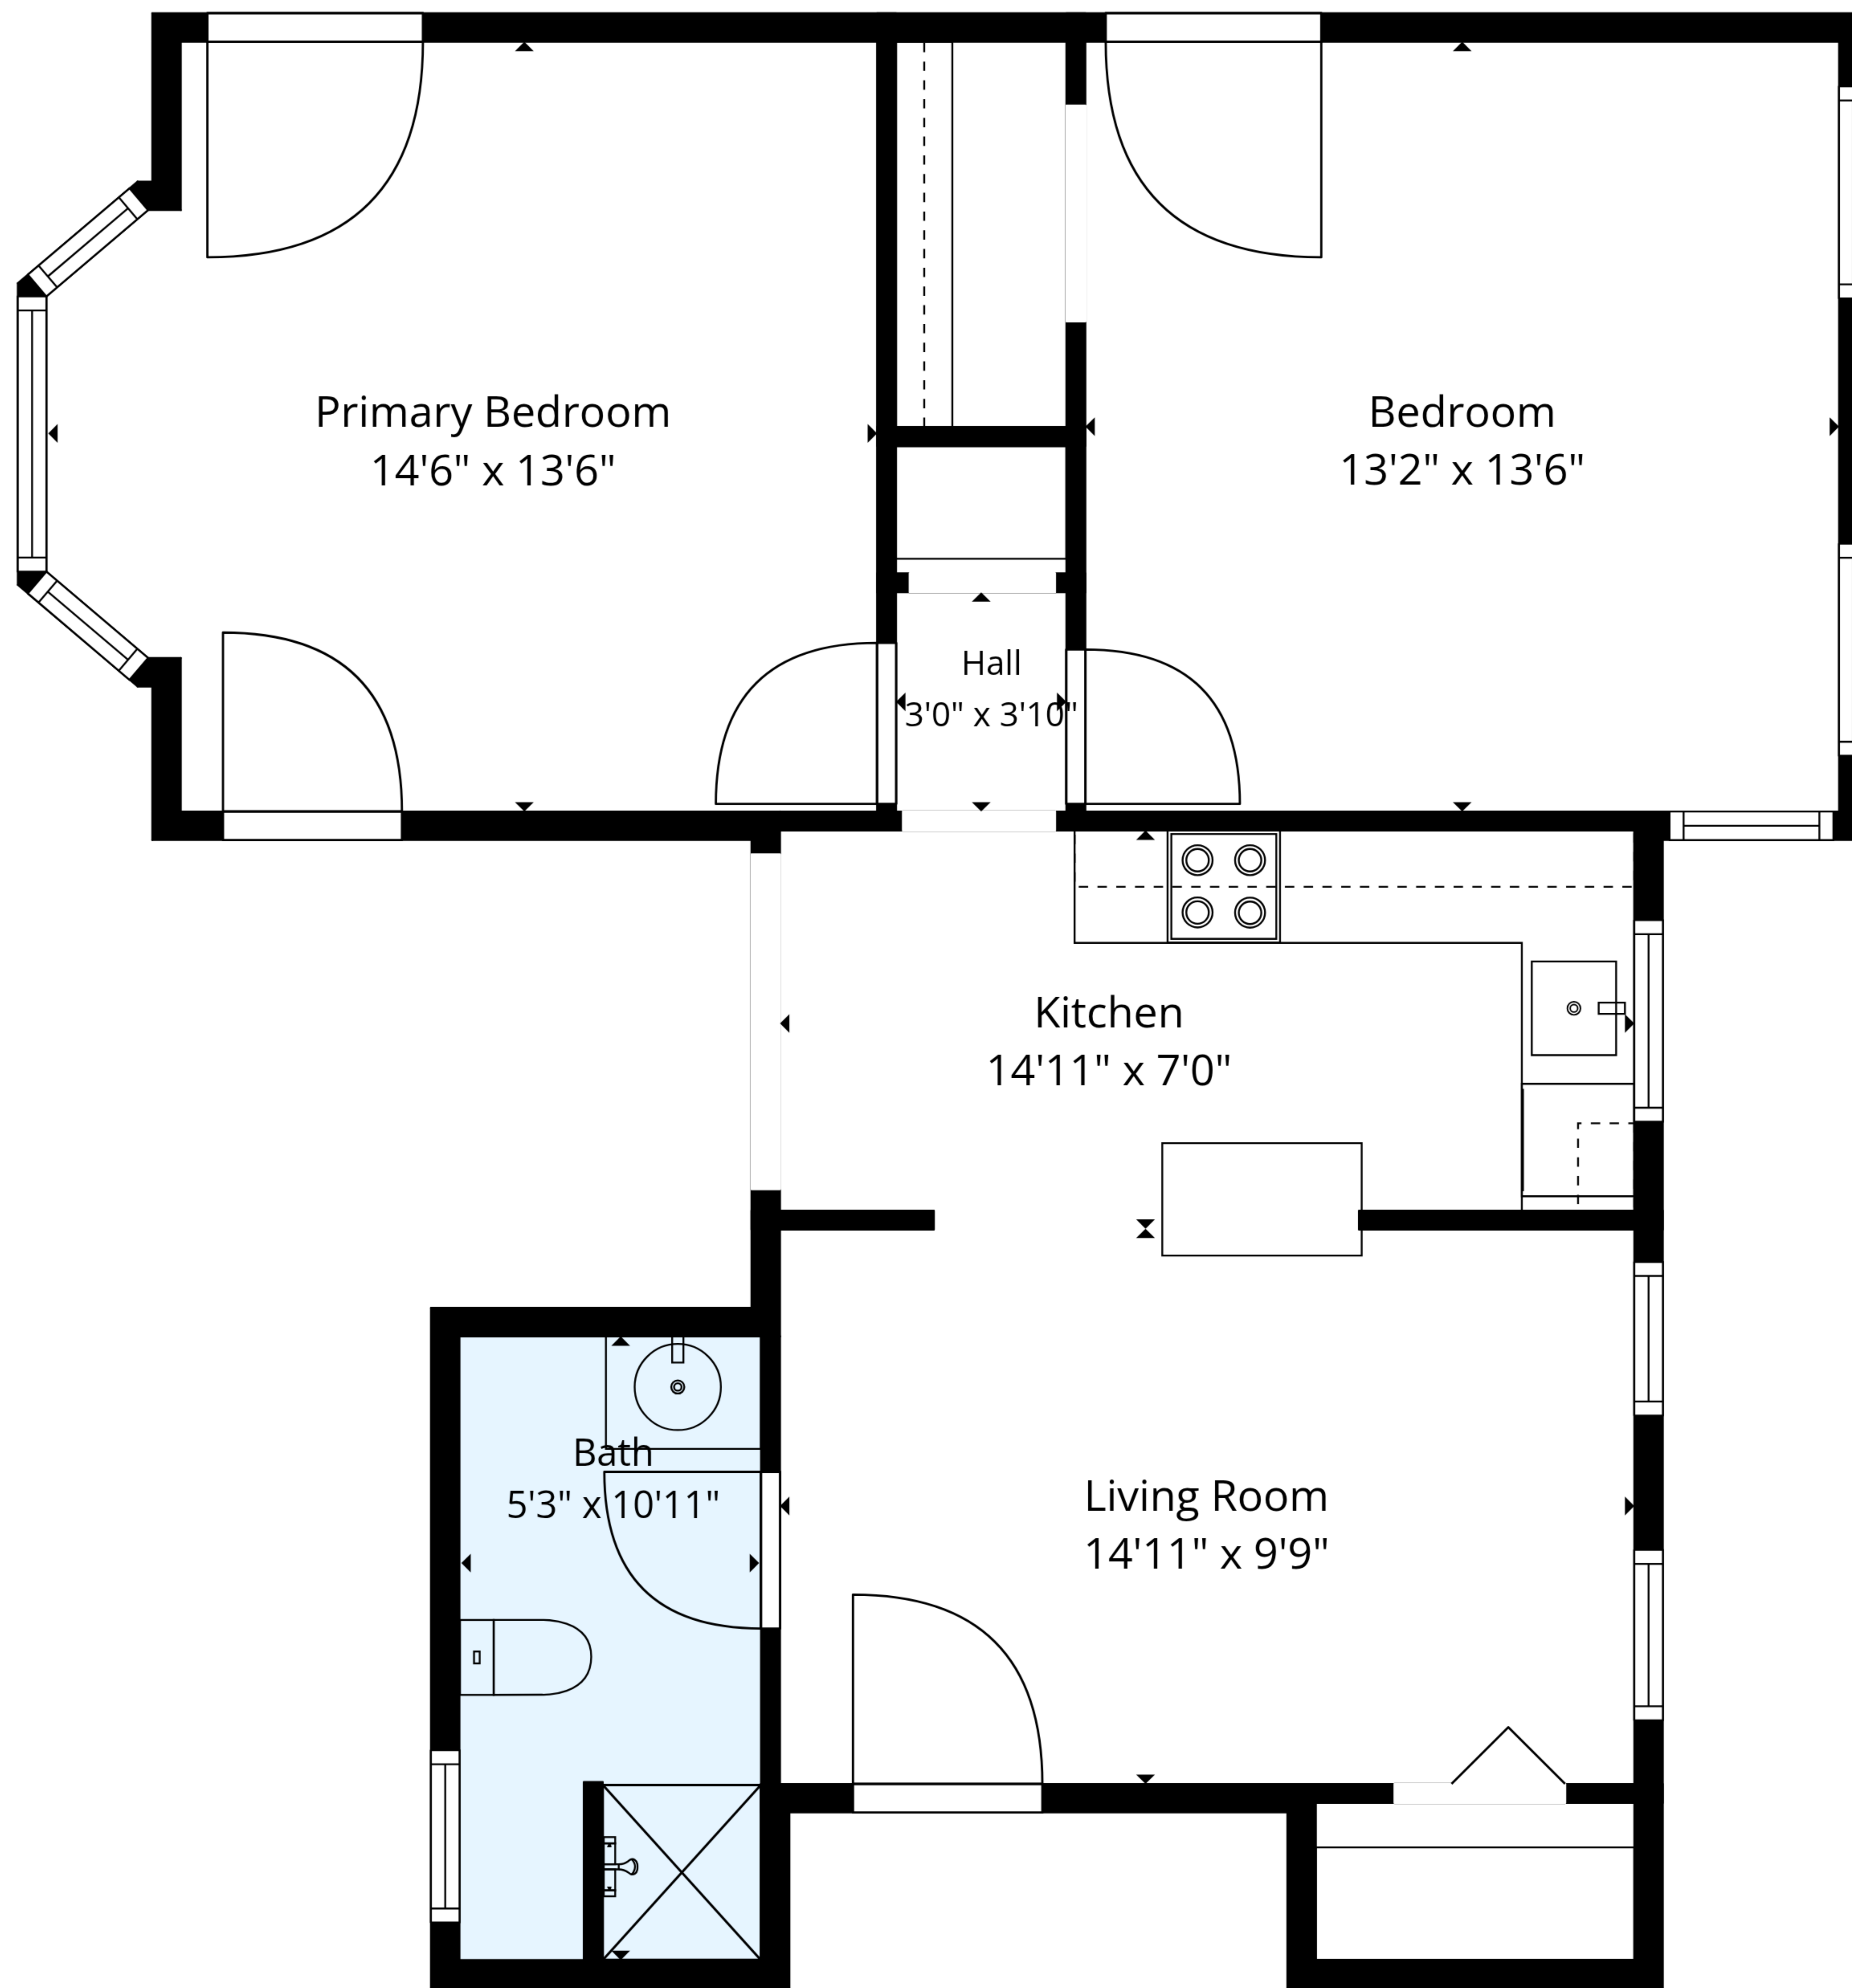 Primary Bedroom
14'6" x 13'6"
Bedroom
13'2" x 13'6"
Hall
3'0" x 3'10"
Kitchen
14'11" x 7'0"
Bath
5'3" x 10'11"
Living Room
14'11" x 9'9"